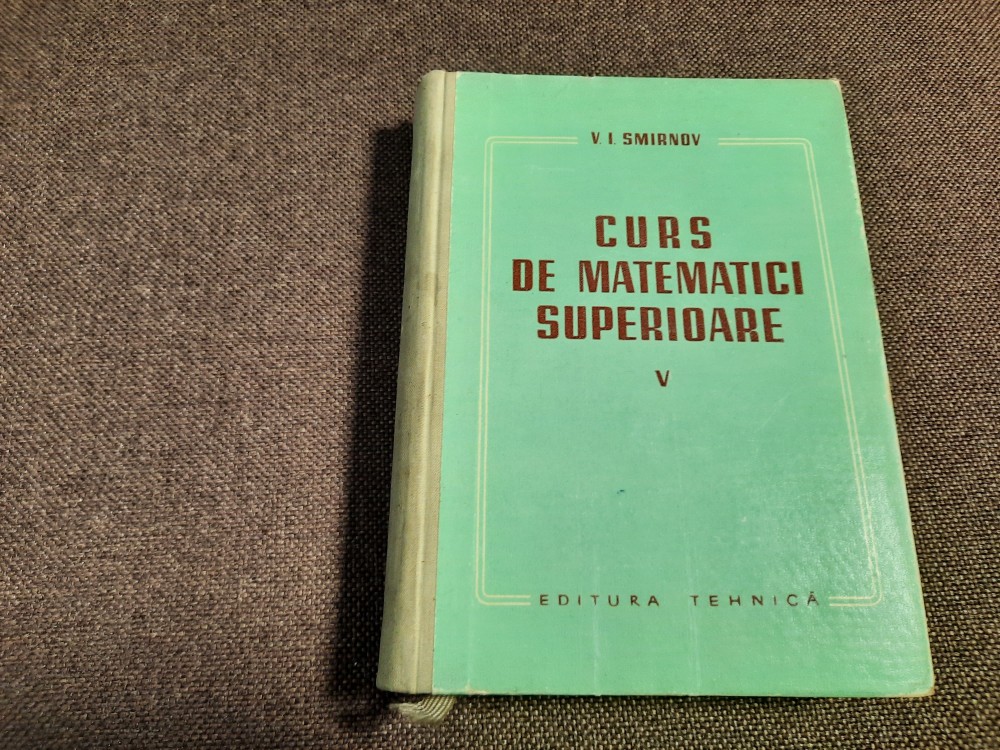 V. I. SMIRNOV
CURS
DE MATEMATICI
SUPERIOARE
V
EDITURA TEHNICĂ